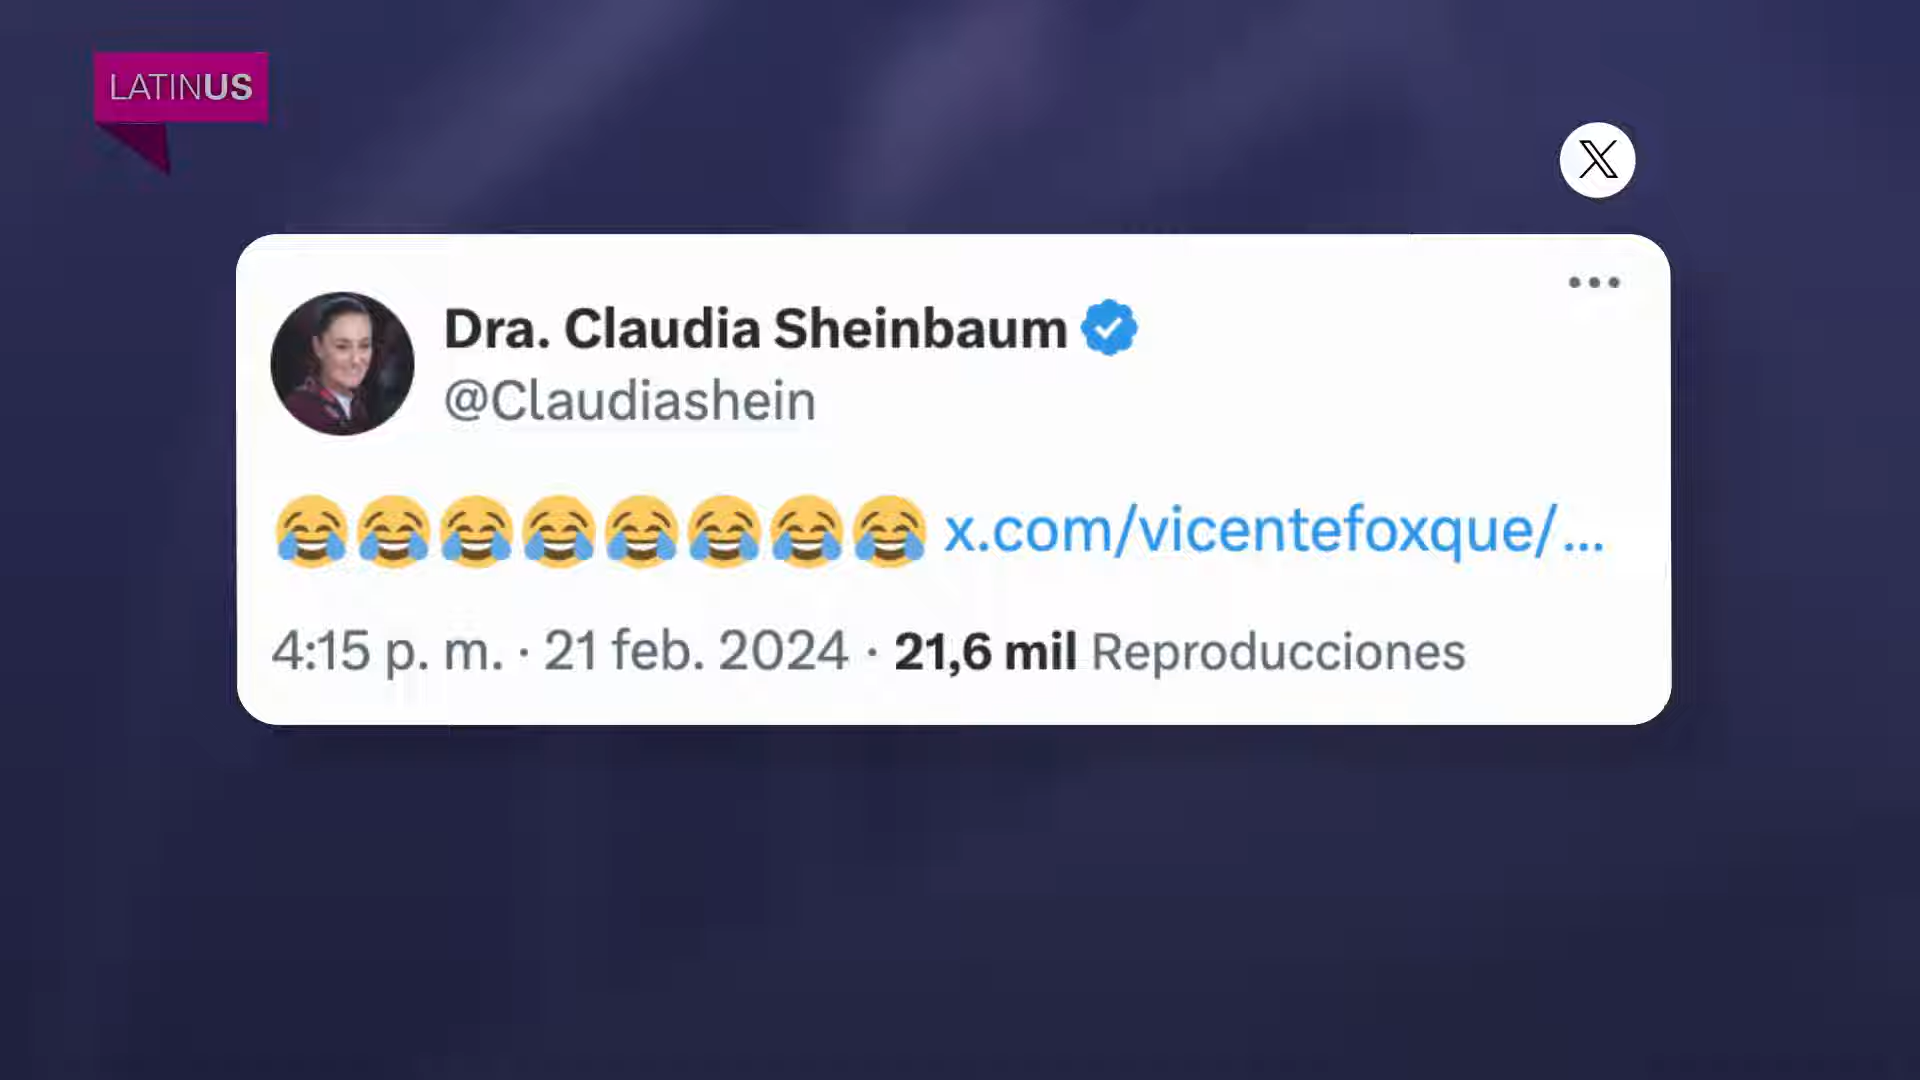 LATINUS
Dra. Claudia Sheinbaum
@Claudiashein
😂😂😂😂😂😂😂😂 x.com/vicentefoxque/...
4:15 p. m. · 21 feb. 2024 · 21,6 mil Reproducciones